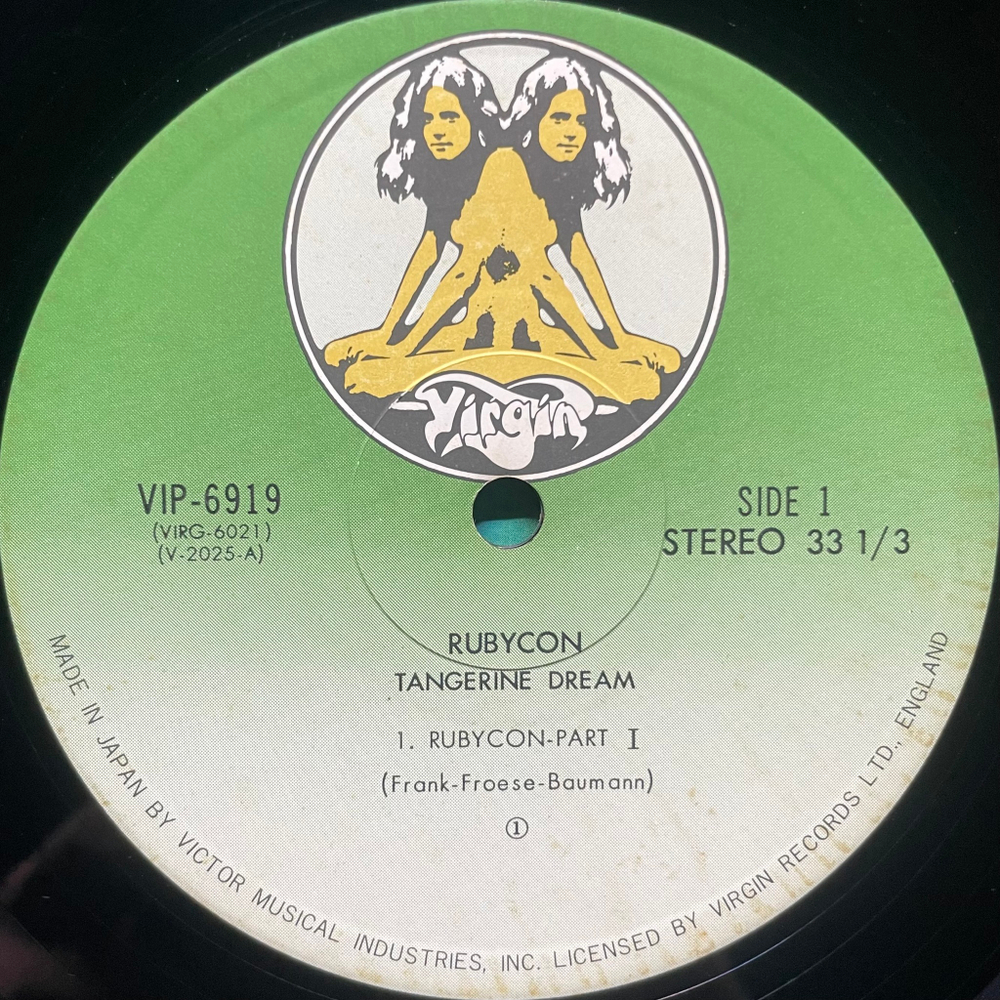 Virgin
VIP-6919
(VIRG-6021)
(V-2025-A)
SIDE 1
STEREO 33 1/3
RUBYCON
TANGERINE DREAM
1. RUBYCON-PART I
(Frank-Froese-Baumann)
①
MADE IN JAPAN BY VICTOR MUSICAL INDUSTRIES, INC. LICENSED BY VIRGIN RECORDS LTD., ENGLAND